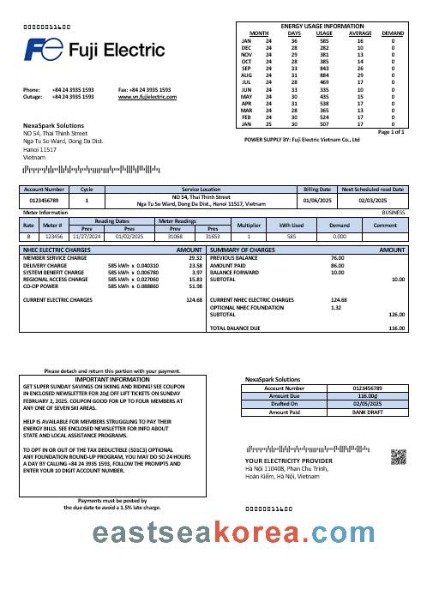 00000011600
Fuji Electric
Phone: +84 24 3935 1593 Fax: +84 24 3935 1593
Outage: +84 24 3935 1593 www.vn.fujielectric.com
ENERGY USAGE INFORMATION
MONTH DAYS USAGE AVERAGE DEMAND
JAN 24 36 585 16 0
DEC 24 28 282 10 0
NOV 24 29 381 13 0
OCT 24 28 385 14 0
SEP 24 33 843 26 0
AUG 24 31 884 29 0
JUL 24 28 469 17 0
JUN 24 33 335 10 0
MAY 24 30 435 15 0
APR 24 31 538 17 0
MAR 24 28 365 13 0
FEB 24 30 524 17 0
JAN 25 30 507 17 0
Page 1 of 1
POWER SUPPLY BY: Fuji Electric Vietnam Co., Ltd
NexaSpark Solutions
NO 54, Thai Thinh Street
Nga Tu So Ward, Dong Da Dist.
Hanoi 11517
Vietnam
Account Number Cycle Service Location Billing Date Next Scheduled read Date
0123456789 1 NO 54, Thai Thinh Street 01/06/2025 02/03/2025
Nga Tu So Ward, Dong Da Dist., Hanoi 11517, Vietnam
Meter Information BUSINESS
Rate Meter # Reading Dates Meter Readings Multiplier kWh Used Demand Comment
Prev Pres Prev Pres
B 123456 11/27/2024 01/02/2025 31068 31653 1 585 0.000
NHEC ELECTRIC CHARGES AMOUNT
MEMBER SERVICE CHARGE 29.32
DELIVERY CHARGE 585 kWh x 0.040310 23.58
SYSTEM BENEFIT CHARGE 585 kWh x 0.006780 3.97
REGIONAL ACCESS CHARGE 585 kWh x 0.027060 15.83
CO-OP POWER 585 kWh x 0.088860 51.98
CURRENT ELECTRIC CHARGES 124.68
SUMMARY OF CHARGES AMOUNT
PREVIOUS BALANCE 76.00
AMOUNT PAID 86.00
BALANCE FORWARD 10.00
SUBTOTAL 10.00
CURRENT NHEC ELECTRIC CHARGES 124.68
OPTIONAL NHEC FOUNDATION 1.32
SUBTOTAL 126.00
TOTAL BALANCE DUE 116.00
Please detach and return this portion with your payment.
IMPORTANT INFORMATION
GET SUPER SUNDAY SAVINGS ON SKIING AND RIDING! SEE COUPON
IN ENCLOSED NEWSLETTER FOR 20₫ OFF LIFT TICKETS ON SUNDAY
FEBRUARY 2, 2025. COUPON GOOD FOR UP TO FOUR MEMBERS AT
ANY ONE OF SEVEN SKI AREAS.
HELP IS AVAILABLE FOR MEMBERS STRUGGLING TO PAY THEIR
ENERGY BILLS. SEE ENCLOSED NEWSLETTER FOR INFO ABOUT
STATE AND LOCAL ASSISTANCE PROGRAMS.
TO OPT IN OR OUT OF THE TAX DEDUCTIBLE (501C3) OPTIONAL
ANY FOUNDATION ROUND-UP PROGRAM, YOU MAY DO SO 24 HOURS
A DAY BY CALLING +84 24 3935 1593, FOLLOW THE PROMPTS AND
ENTER YOUR 10 DIGIT ACCOUNT NUMBER.
Payments must be posted by
the due date to avoid a 1.5% late charge.
NexaSpark Solutions
Account Number 0123456789
Amount Due 116.00₫
Drafted On 02/05/2025
Amount Paid BANK DRAFT
YOUR ELECTRICITY PROVIDER
Hà Nội 11040B, Phan Chu Trinh,
Hoàn Kiếm, Hà Nội, Vietnam
00000011600
eastseakorea.com